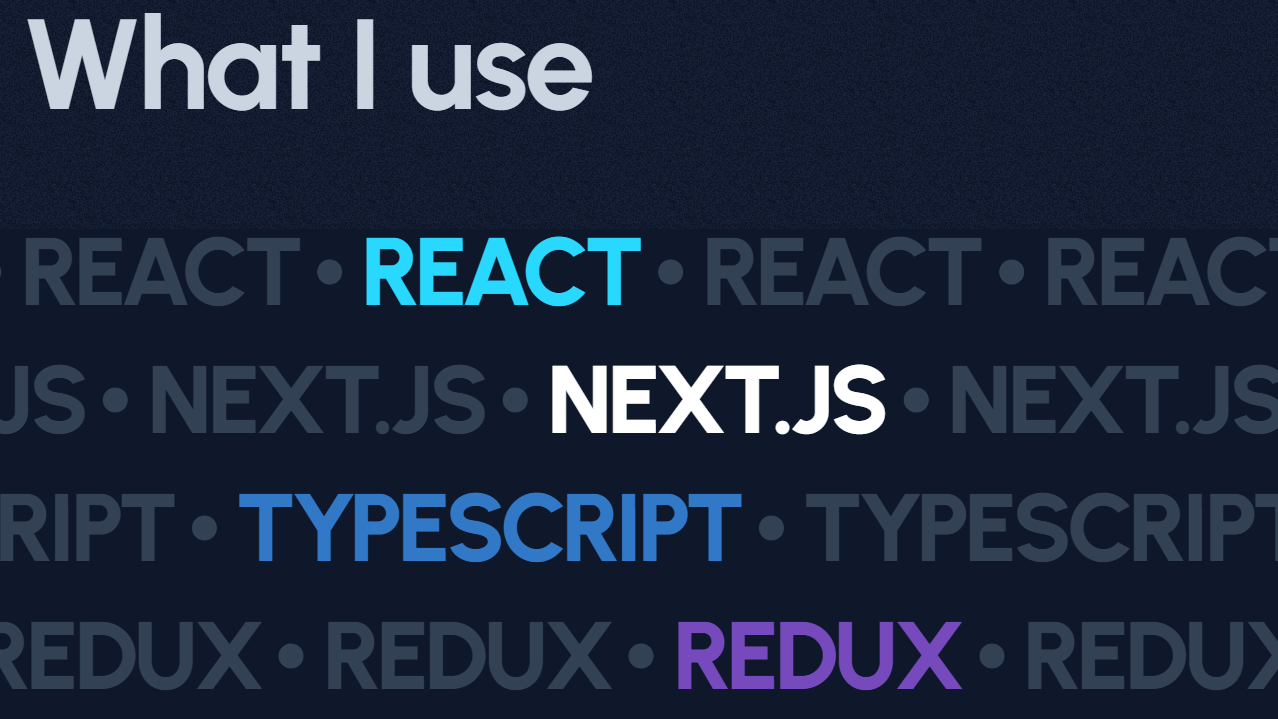 What I use
• REACT • REACT • REACT • REACT
JS • NEXT.JS • NEXT.JS • NEXT.JS
RIPT • TYPESCRIPT • TYPESCRIPT
REDUX • REDUX • REDUX • REDUX